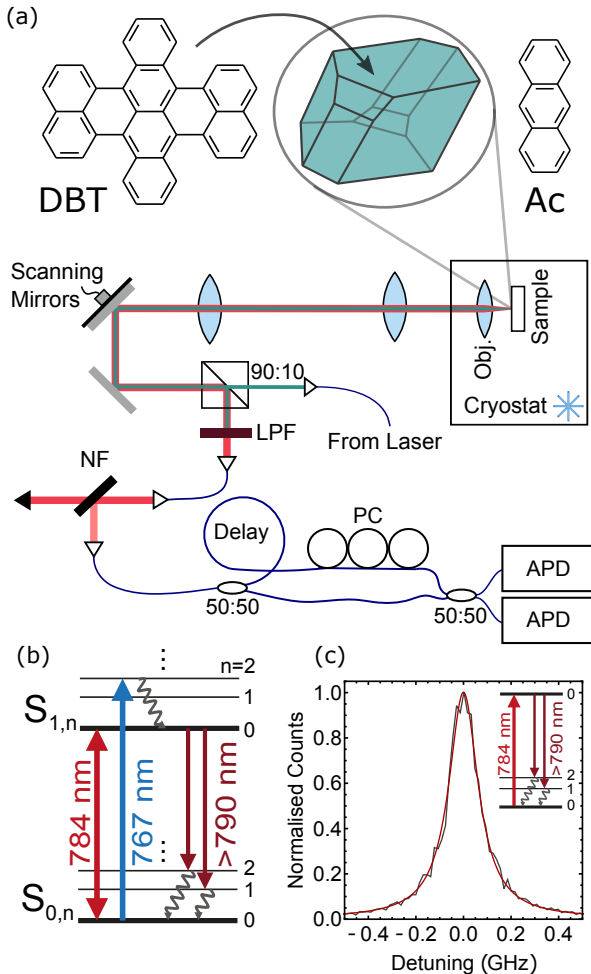 (a)
DBT
Ac
Scanning
Mirrors
Obj.
Sample
Cryostat
90:10
LPF
From Laser
NF
Delay
PC
50:50
50:50
APD
APD
(b)
S1,n
S0,n
n=2
1
0
2
1
0
784 nm
767 nm
>790 nm
(c)
Normalised Counts
1.0
0.8
0.6
0.4
0.2
0.0
-0.4
-0.2
0.0
0.2
0.4
Detuning (GHz)
784 nm
>790 nm
0
2
1
0